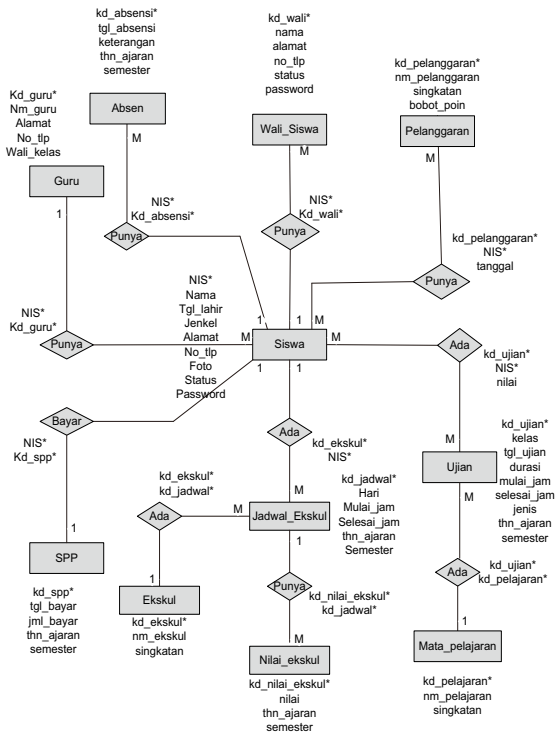 kd_absensi*
tgl_absensi
keterangan
thn_ajaran
semester
Absen
M
Punya
NIS*
Kd_absensi*
1
kd_wali*
nama
alamat
no_tlp
status
password
Wali_Siswa
M
NIS*
Kd_wali*
Punya
1
kd_pelanggaran*
nm_pelanggaran
singkatan
bobot_poin
Pelanggaran
M
kd_pelanggaran*
NIS*
tanggal
Punya
M
Kd_guru*
Nm_guru
Alamat
No_tlp
Wali_kelas
Guru
1
NIS*
Kd_guru*
Punya
M
NIS*
Nama
Tgl_lahir
Jenkel
Alamat
No_tlp
Foto
Status
Password
Siswa
M
Ada
kd_ujian*
NIS*
nilai
M
1
1
Bayar
NIS*
Kd_spp*
1
SPP
kd_spp*
tgl_bayar
jml_bayar
thn_ajaran
semester
Ada
kd_ekskul*
NIS*
M
Jadwal_Ekskul
kd_jadwal*
Hari
Mulai_jam
Selesai_jam
thn_ajaran
Semester
kd_ekskul*
kd_jadwal*
M
Ada
1
Ekskul
kd_ekskul*
nm_ekskul
singkatan
1
Punya
kd_nilai_ekskul*
kd_jadwal*
M
Nilai_ekskul
kd_nilai_ekskul*
nilai
thn_ajaran
semester
Ujian
kd_ujian*
kelas
tgl_ujian
durasi
mulai_jam
selesai_jam
jenis
thn_ajaran
semester
M
Ada
kd_ujian*
kd_pelajaran*
1
Mata_pelajaran
kd_pelajaran*
nm_pelajaran
singkatan